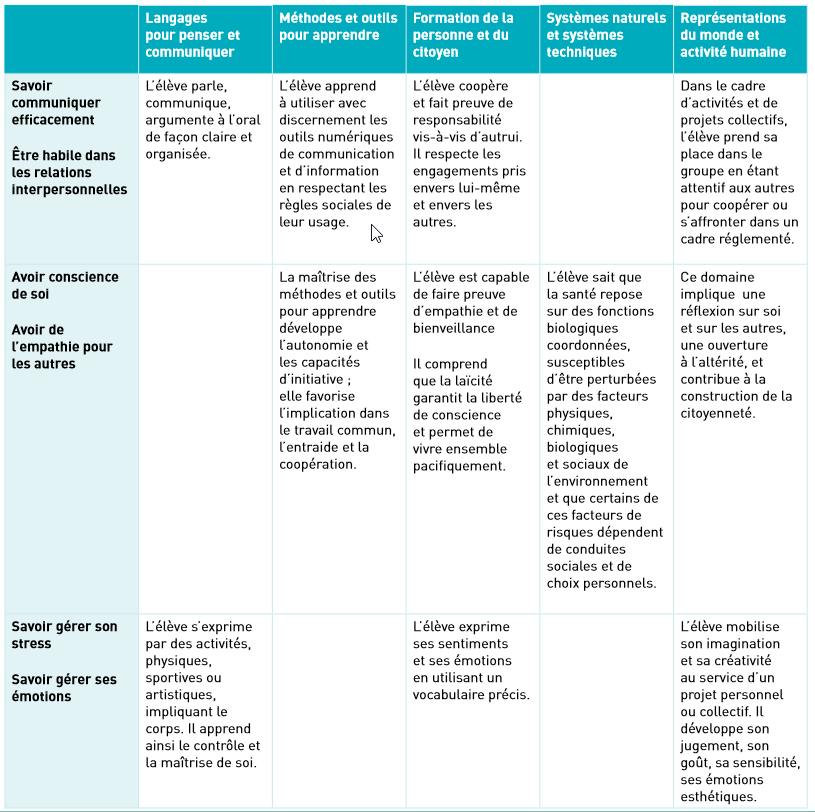 Langages
pour penser et
communiquer
Méthodes et outils
pour apprendre
Formation de la
personne et du
citoyen
Systèmes naturels
et systèmes
techniques
Représentations
du monde et
activité humaine
Savoir
communiquer
efficacement
Être habile dans
les relations
interpersonnelles
L’élève parle,
communique,
argumente à l’oral
de façon claire et
organisée.
L’élève apprend
à utiliser avec
discernement les
outils numériques
de communication
et d’information
en respectant les
règles sociales de
leur usage.
L’élève coopère
et fait preuve de
responsabilité
vis-à-vis d’autrui.
Il respecte les
engagements pris
envers lui-même
et envers les
autres.
Dans le cadre
d’activités et de
projets collectifs,
l’élève prend sa
place dans le
groupe en étant
attentif aux autres
pour coopérer ou
s’affronter dans un
cadre réglementé.
Avoir conscience
de soi
Avoir de
l’empathie pour
les autres
La maîtrise des
méthodes et outils
pour apprendre
développe
l’autonomie et
les capacités
d’initiative ;
elle favorise
l’implication dans
le travail commun,
l’entraide et la
coopération.
L’élève est capable
de faire preuve
d’empathie et de
bienveillance
Il comprend
que la laïcité
garantit la liberté
de conscience
et permet de
vivre ensemble
pacifiquement.
L’élève sait que
la santé repose
sur des fonctions
biologiques
coordonnées,
susceptibles
d’être perturbées
par des facteurs
physiques,
chimiques,
biologiques
et sociaux de
l’environnement
et que certains de
ces facteurs de
risques dépendent
de conduites
sociales et de
choix personnels.
Ce domaine
implique une
réflexion sur soi
et sur les autres,
une ouverture
à l’altérité, et
contribue à la
construction de la
citoyenneté.
Savoir gérer son
stress
Savoir gérer ses
émotions
L’élève s’exprime
par des activités,
physiques,
sportives ou
artistiques,
impliquant le
corps. Il apprend
ainsi le contrôle et
la maîtrise de soi.
L’élève exprime
ses sentiments
et ses émotions
en utilisant un
vocabulaire précis.
L’élève mobilise
son imagination
et sa créativité
au service d’un
projet personnel
ou collectif. Il
développe son
jugement, son
goût, sa sensibilité,
ses émotions
esthétiques.